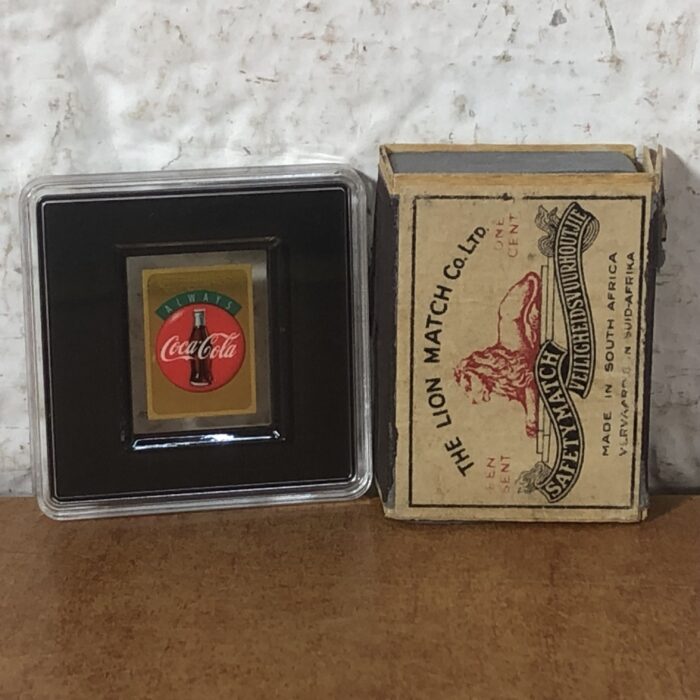 ALWAYS
Coca-Cola
THE LION MATCH CO. LTD.
ONE
CENT
EEN
SENT
SAFETY MATCH
VEILIGHEIDSVUURHOUTJIE
MADE IN SOUTH AFRICA
VERVAARDIG IN SUID-AFRIKA